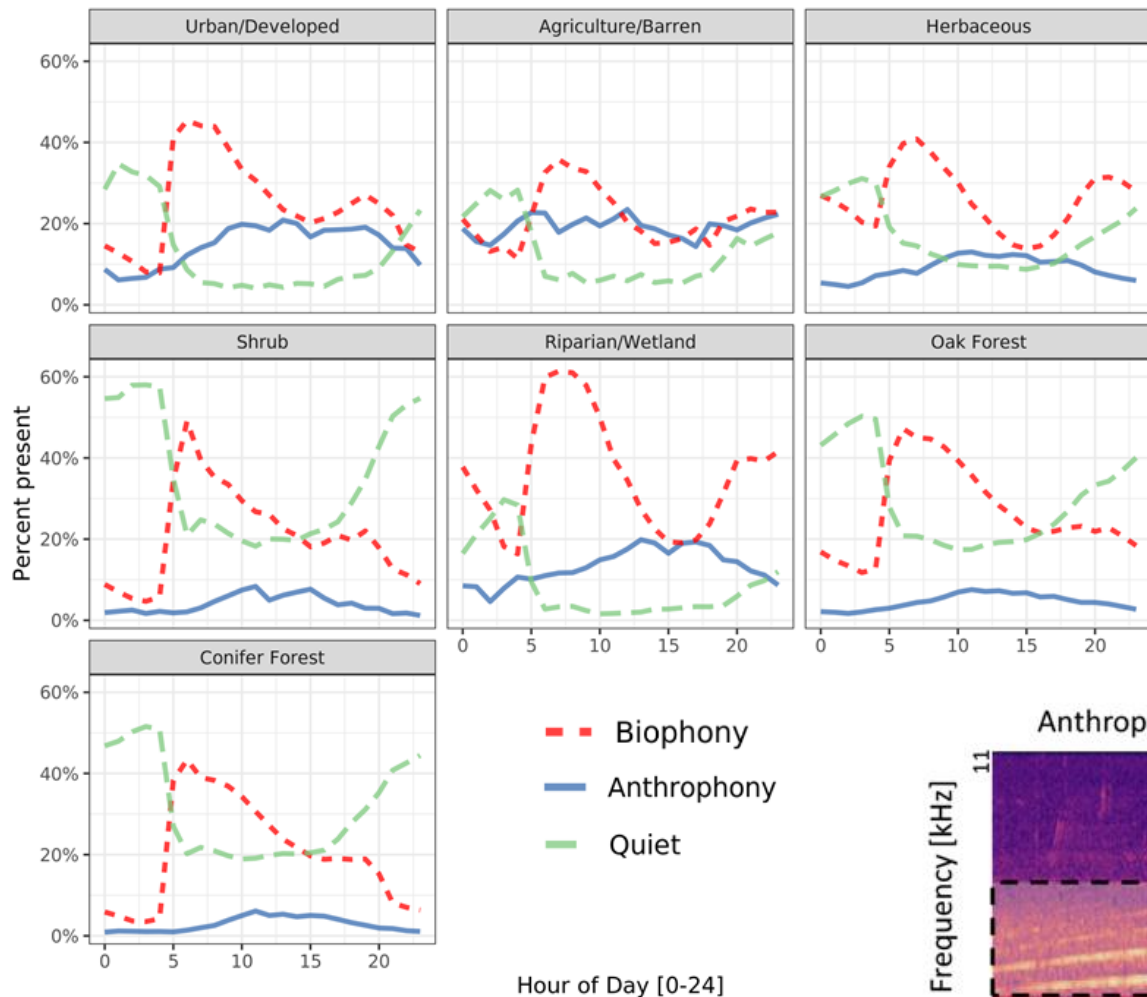 Urban/Developed
Agriculture/Barren
Herbaceous
60%
40%
20%
0%
Shrub
Riparian/Wetland
Oak Forest
60%
40%
20%
0%
0 5 10 15 20
0 5 10 15 20
Conifer Forest
60%
40%
20%
0%
0 5 10 15 20
Percent present
Hour of Day [0-24]
Biophony
Anthrophony
Quiet
Anthrop
11
Frequency [kHz]